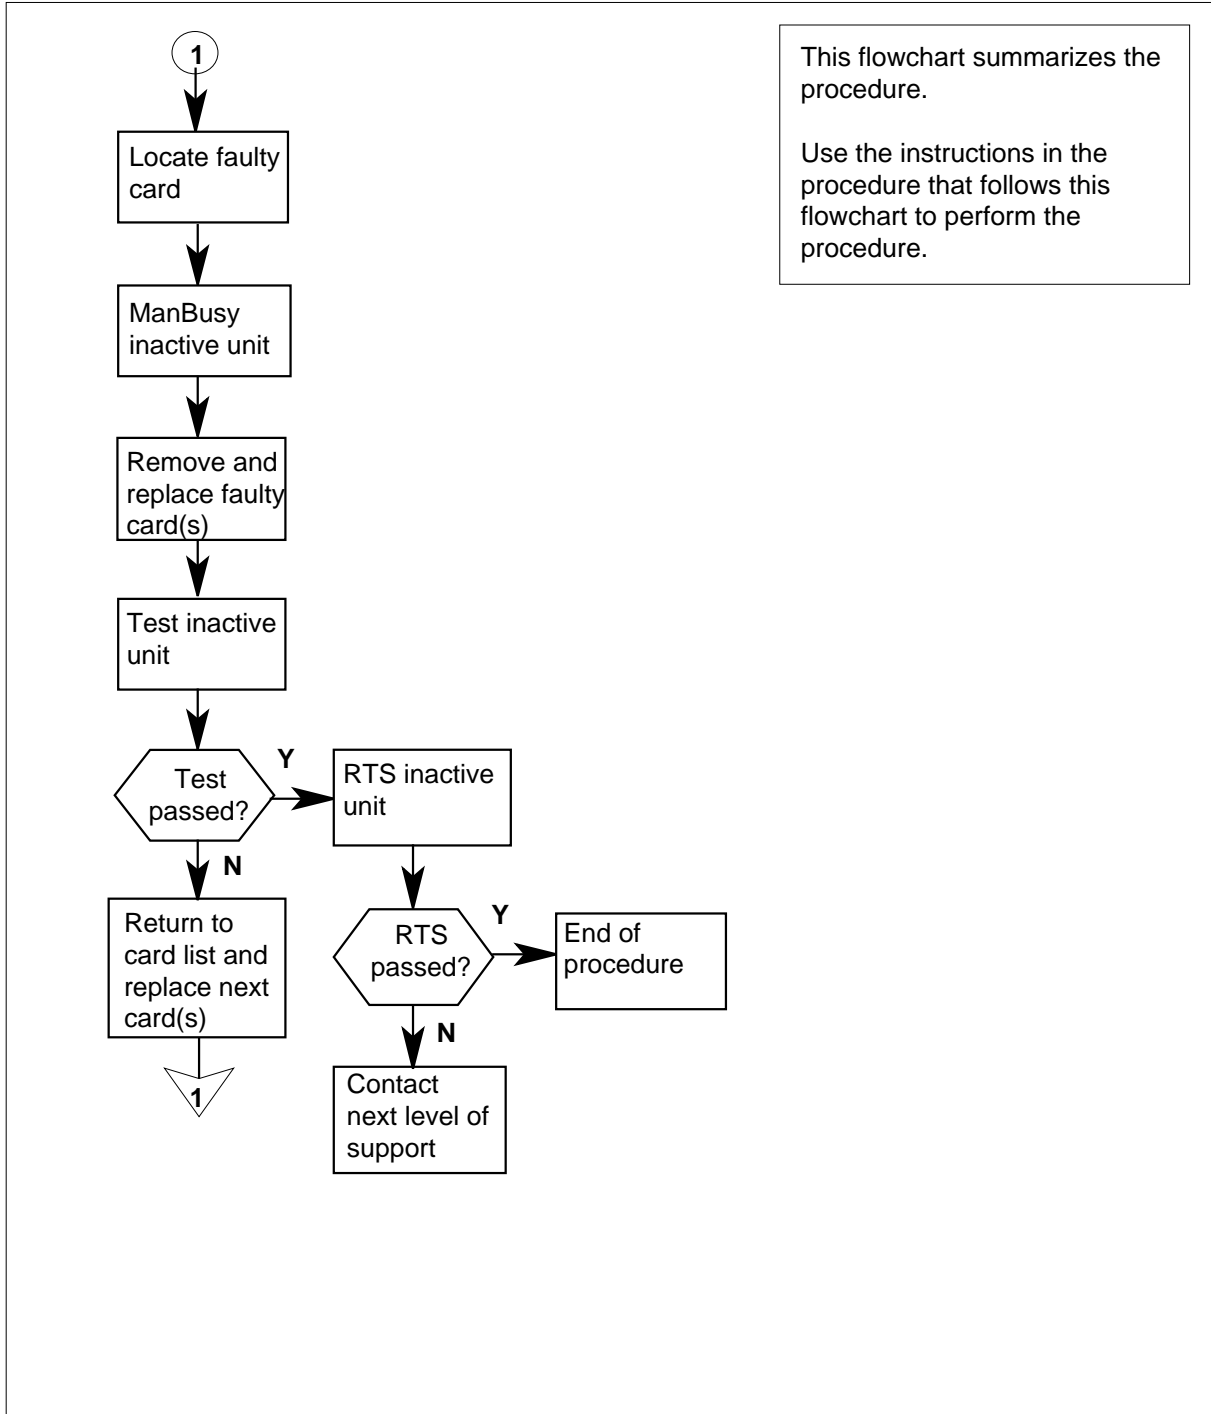 1
Locate faulty
card
ManBusy
inactive unit
Remove and
replace faulty
card(s)
Test inactive
unit
Test
passed?
Y
N
RTS inactive
unit
Return to
card list and
replace next
card(s)
1
RTS
passed?
Y
N
End of
procedure
Contact
next level of
support
This flowchart summarizes the
procedure.
Use the instructions in the
procedure that follows this
flowchart to perform the
procedure.